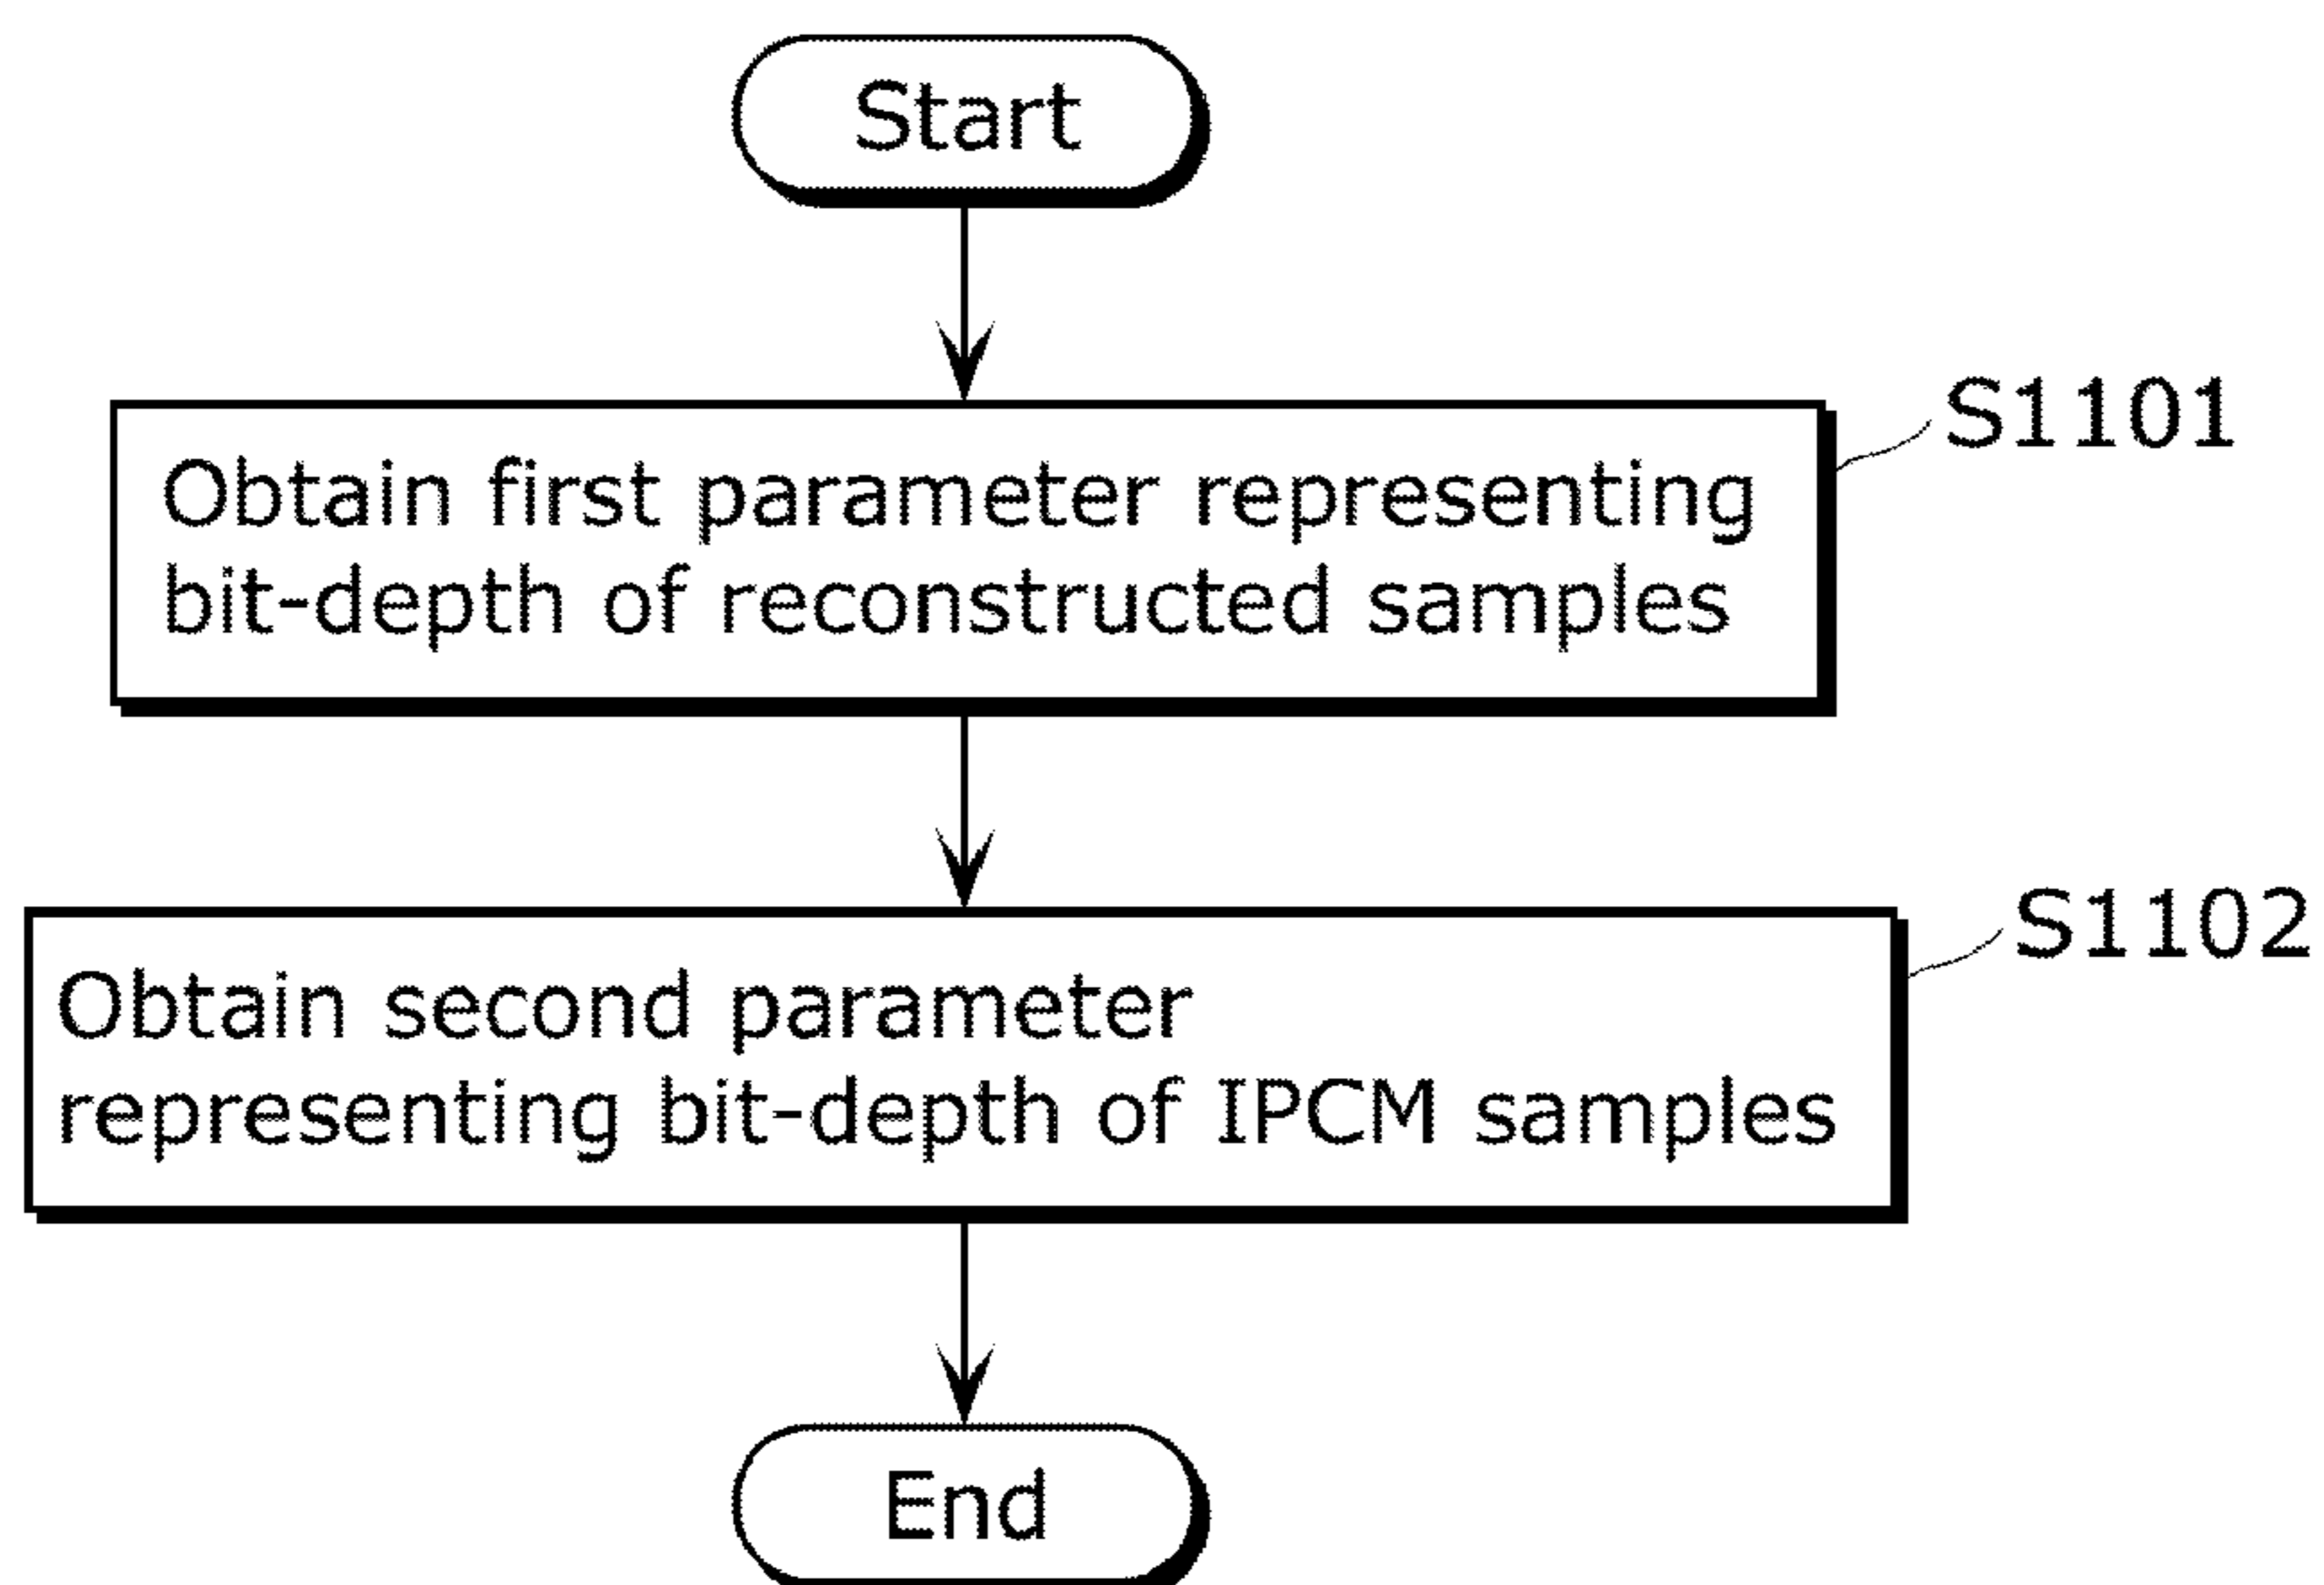 Start
S1101
Obtain first parameter representing
bit-depth of reconstructed samples
S1102
Obtain second parameter
representing bit-depth of IPCM samples
End